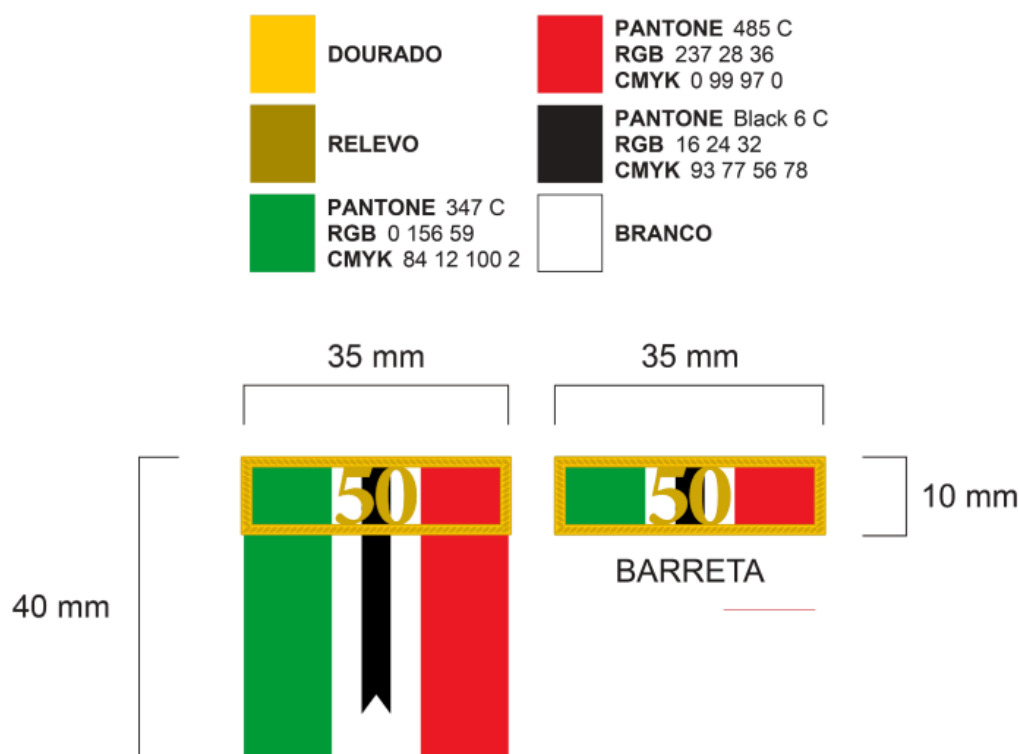 DOURADO
RELEVO
PANTONE 347 C
RGB 0 156 59
CMYK 84 12 100 2
PANTONE 485 C
RGB 237 28 36
CMYK 0 99 97 0
PANTONE Black 6 C
RGB 16 24 32
CMYK 93 77 56 78
BRANCO
35 mm
35 mm
50
50
10 mm
BARRETA
40 mm